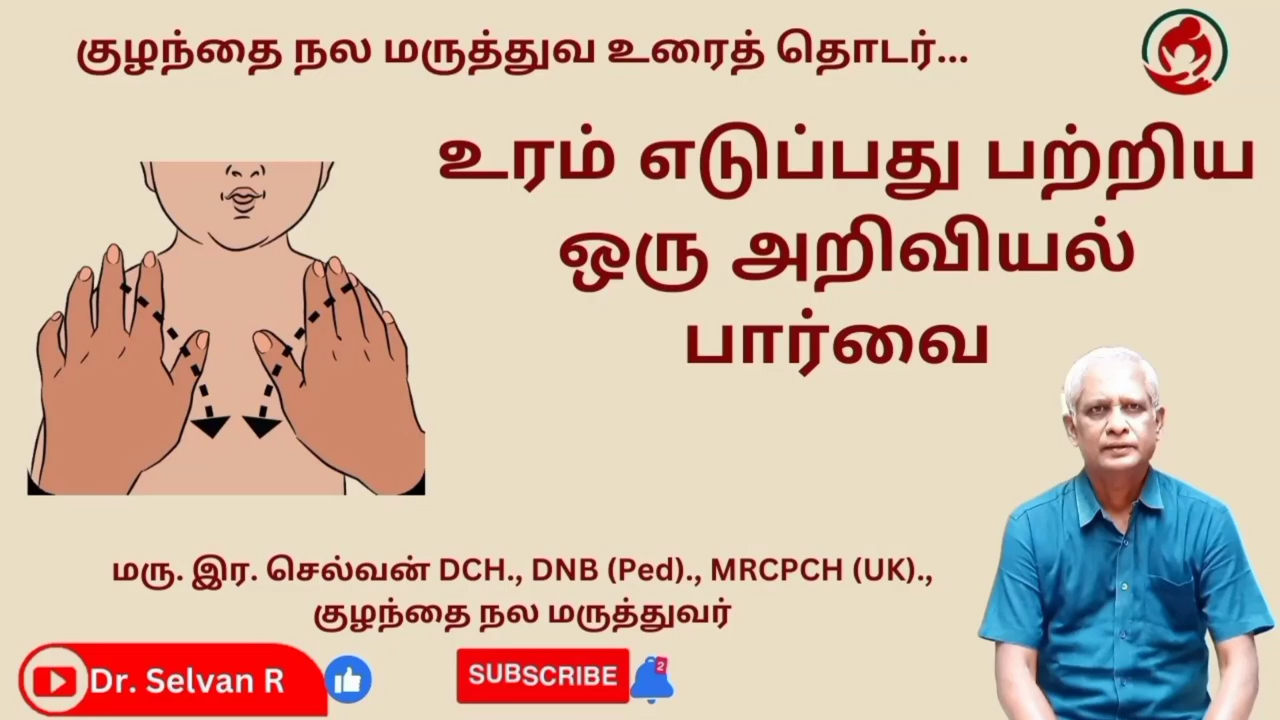 குழந்தை நல மருத்துவ உரைத் தொடர்...
உரம் எடுப்பது பற்றிய
ஒரு அறிவியல்
பார்வை
மரு. இர. செல்வன் DCH., DNB (Ped)., MRCPCH (UK).,
குழந்தை நல மருத்துவர்
Dr. Selvan R
SUBSCRIBE
2